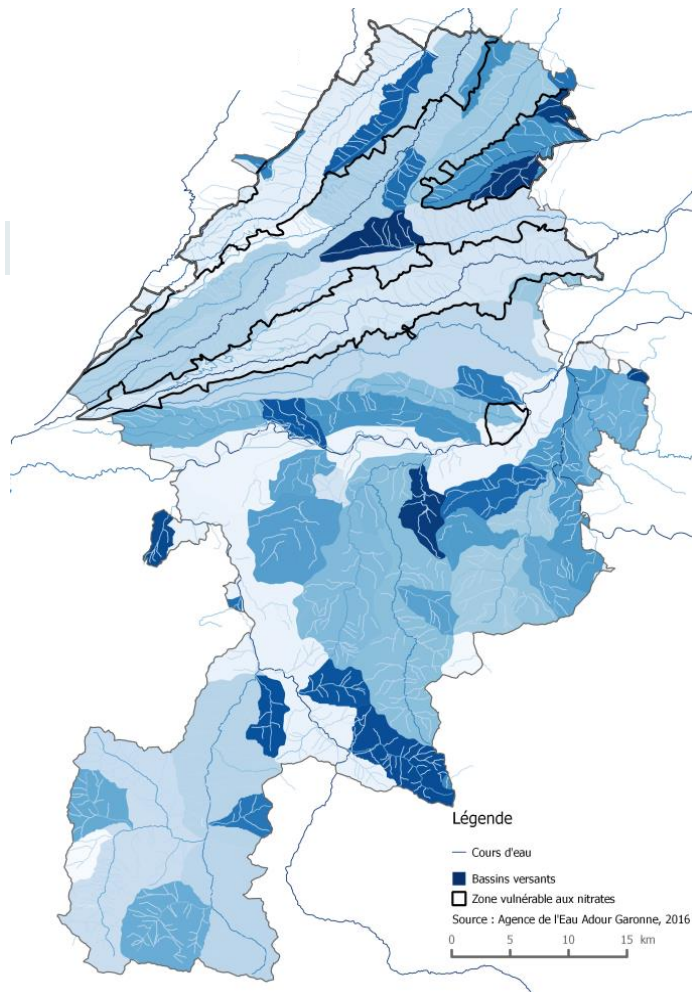 Légende
Cours d'eau
Bassins versants
Zone vulnérable aux nitrates
Source : Agence de l'Eau Adour Garonne, 2016
0 5 10 15 km